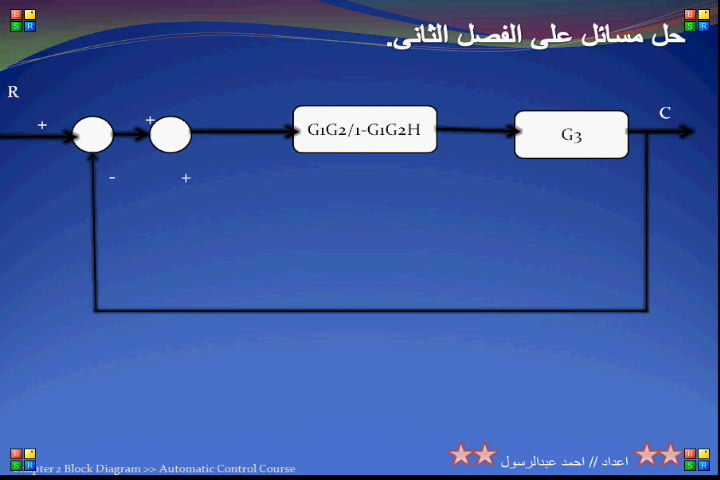 حل مسائل على الفصل الثانى.
R
C
+
+
G1G2/1-G1G2H
G3
-
+
اعداد // احمد عبدالرسول
Chapter 2 Block Diagram >> Automatic Control Course
B
S R
B
S R
B
S R
B
S R